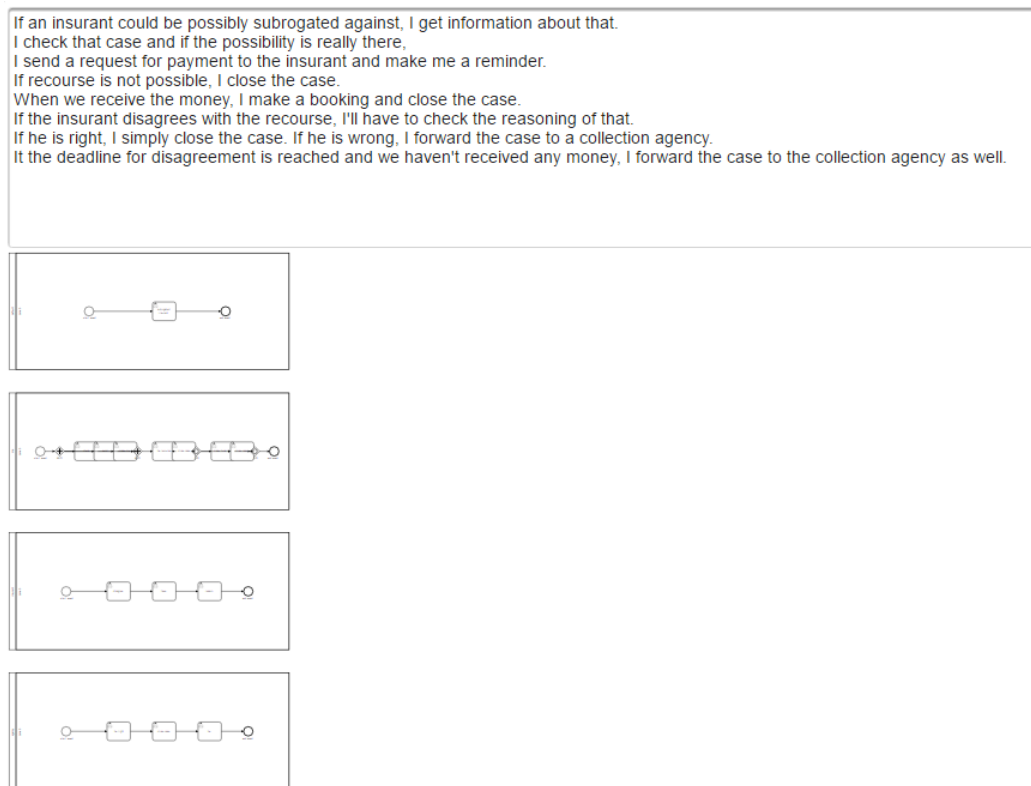 If an insurant could be possibly subrogated against, I get information about that.
I check that case and if the possibility is really there,
I send a request for payment to the insurant and make me a reminder.
If recourse is not possible, I close the case.
When we receive the money, I make a booking and close the case.
If the insurant disagrees with the recourse, I'll have to check the reasoning of that.
If he is right, I simply close the case. If he is wrong, I forward the case to a collection agency.
It the deadline for disagreement is reached and we haven't received any money, I forward the case to the collection agency as well.